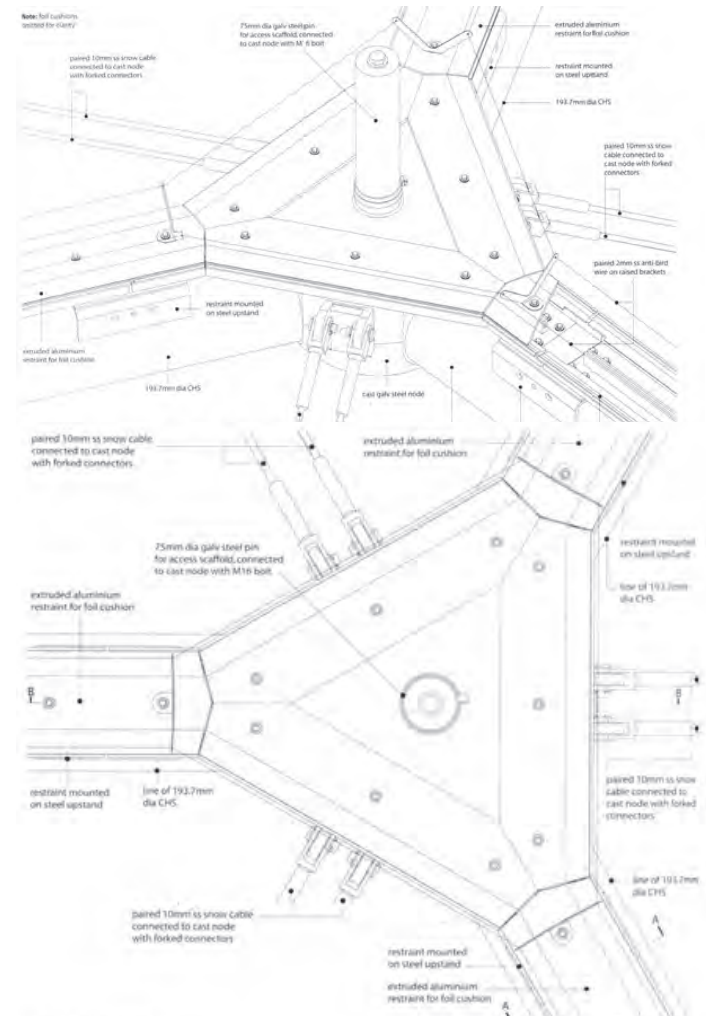 Note: foil cushions
omitted for clarity
75mm dia galv steel pin
for access scaffold, connected
to cast node with M16 bolt
extruded aluminium
restraint for foil cushion
paired 10mm ss snow cable
connected to cast node
with forked connectors
restraint mounted
on steel upstand
193.7mm dia CHS
paired 10mm ss snow
cable connected to
cast node with forked
connectors
paired 2mm ss anti-bird
wire on raised brackets
restraint mounted
on steel upstand
extruded aluminium
restraint for foil cushion
193.7mm dia CHS
cast galv steel node
paired 10mm ss snow cable
connected to cast node
with forked connectors
extruded aluminium
restraint for foil cushion
75mm dia galv steel pin
for access scaffold, connected
to cast node with M16 bolt
restraint mounted
on steel upstand
extruded aluminium
restraint for foil cushion
line of 193.7mm
dia CHS
B
B
restraint mounted
on steel upstand
line of 193.7mm
dia CHS
paired 10mm ss snow
cable connected to
cast node with forked
connectors
line of 193.7mm
dia CHS
paired 10mm ss snow cable
connected to cast node
with forked connectors
A
restraint mounted
on steel upstand
extruded aluminium
restraint for foil cushion
A